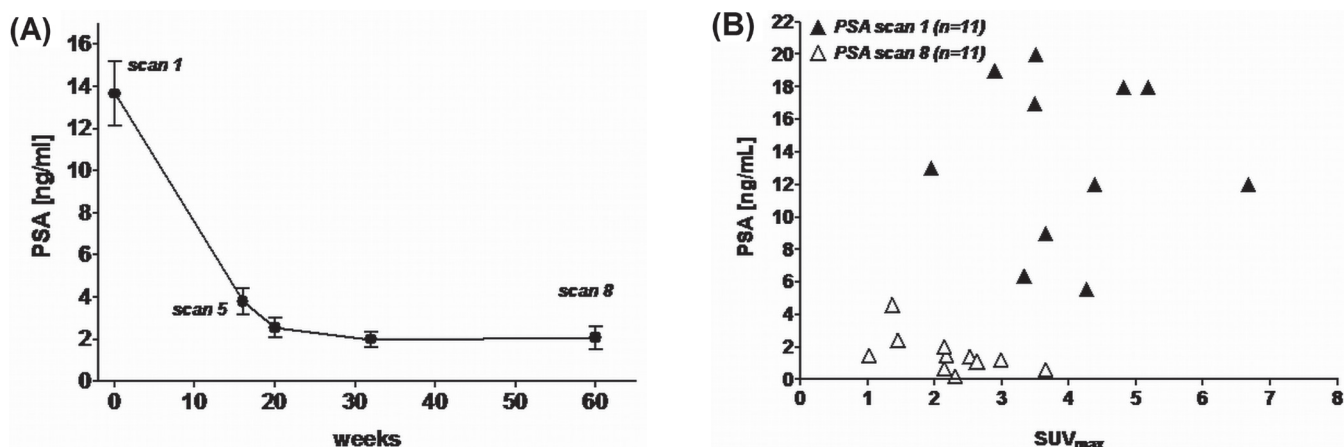 (A)
PSA [ng/ml]
16
14
12
10
8
6
4
2
0
scan 1
scan 5
scan 8
0 10 20 30 40 50 60
weeks
(B)
PSA [ng/mL]
22
20
18
16
14
12
10
8
6
4
2
0
PSA scan 1 (n=11)
PSA scan 8 (n=11)
0 1 2 3 4 5 6 7 8
SUVmax